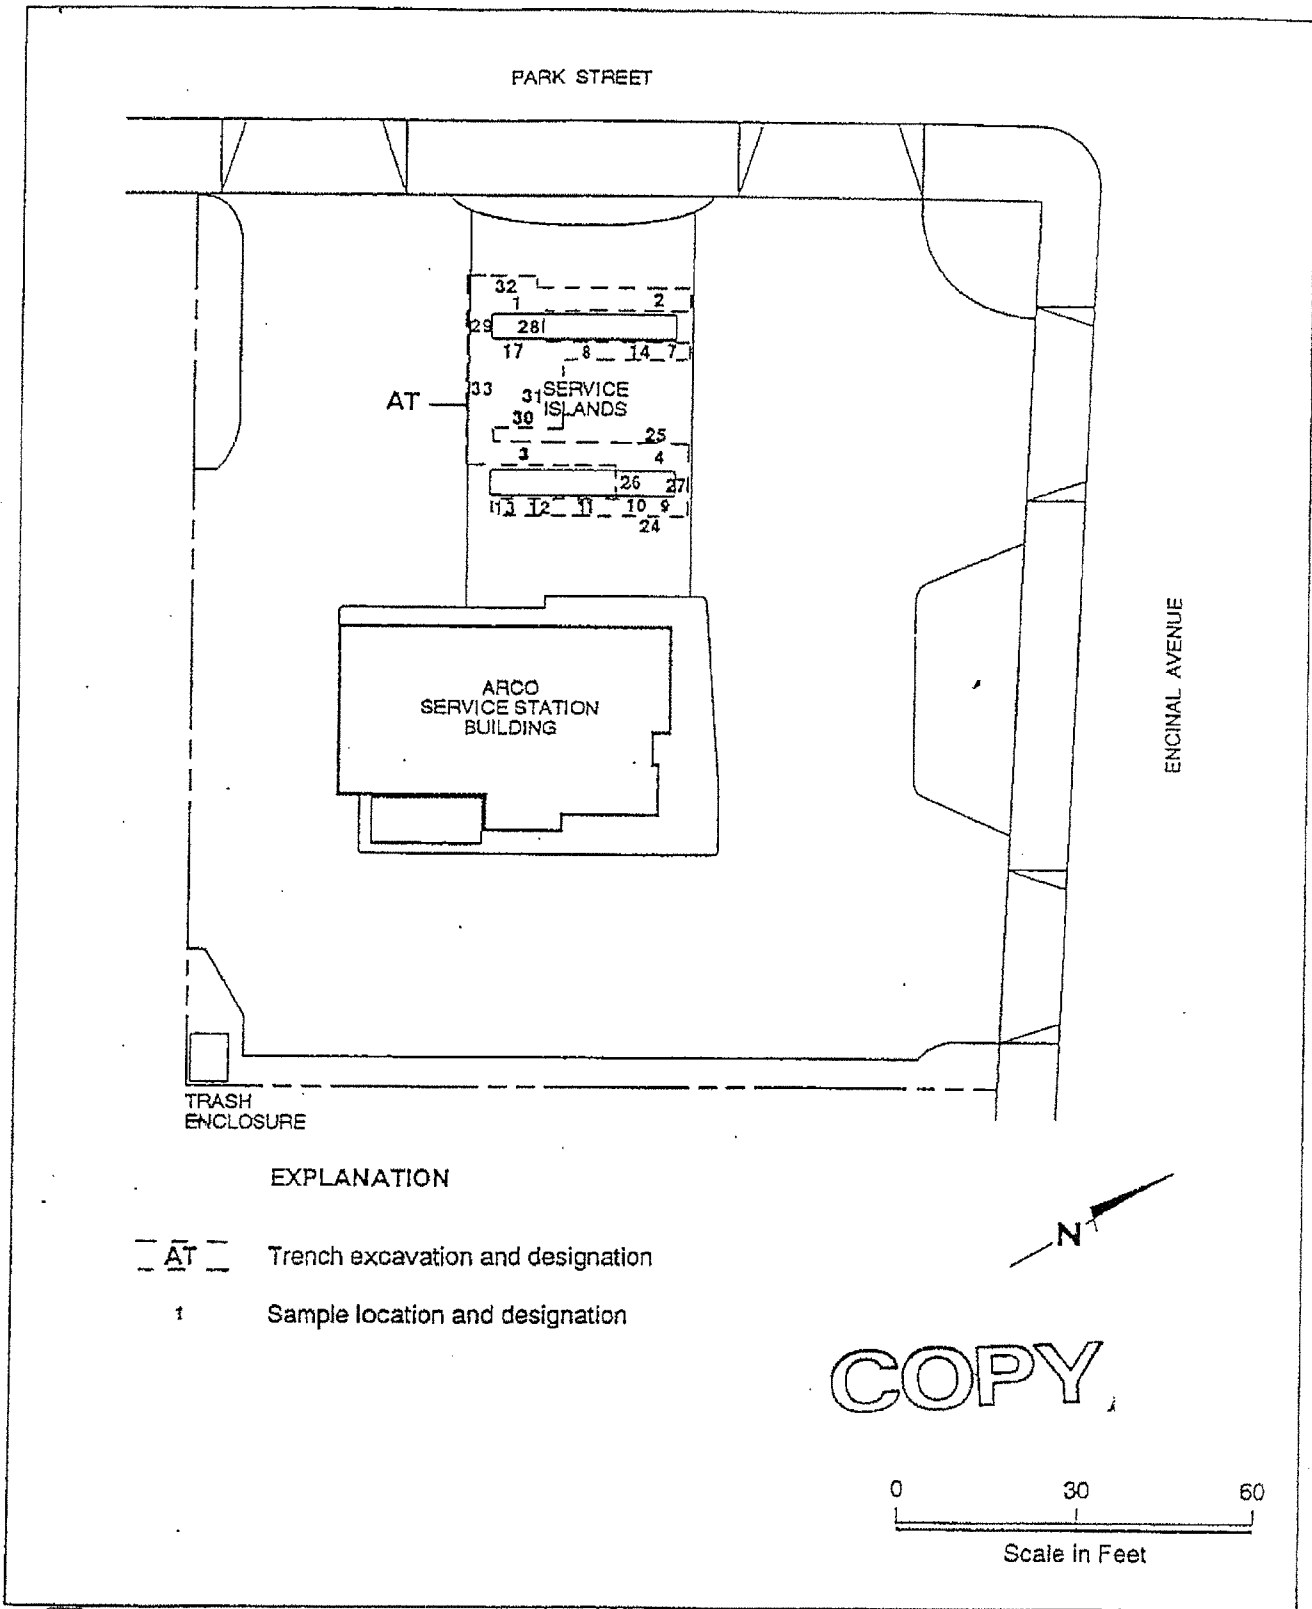 PARK STREET
32
1
2
29
28
17
8
14
7
33
31
SERVICE
ISLANDS
AT
30
25
3
4
26
27
13
12
11
10
9
24
ARCO
SERVICE STATION
BUILDING
ENCINAL AVENUE
TRASH
ENCLOSURE
EXPLANATION
AT Trench excavation and designation
1 Sample location and designation
N
COPY
0 30 60
Scale in Feet